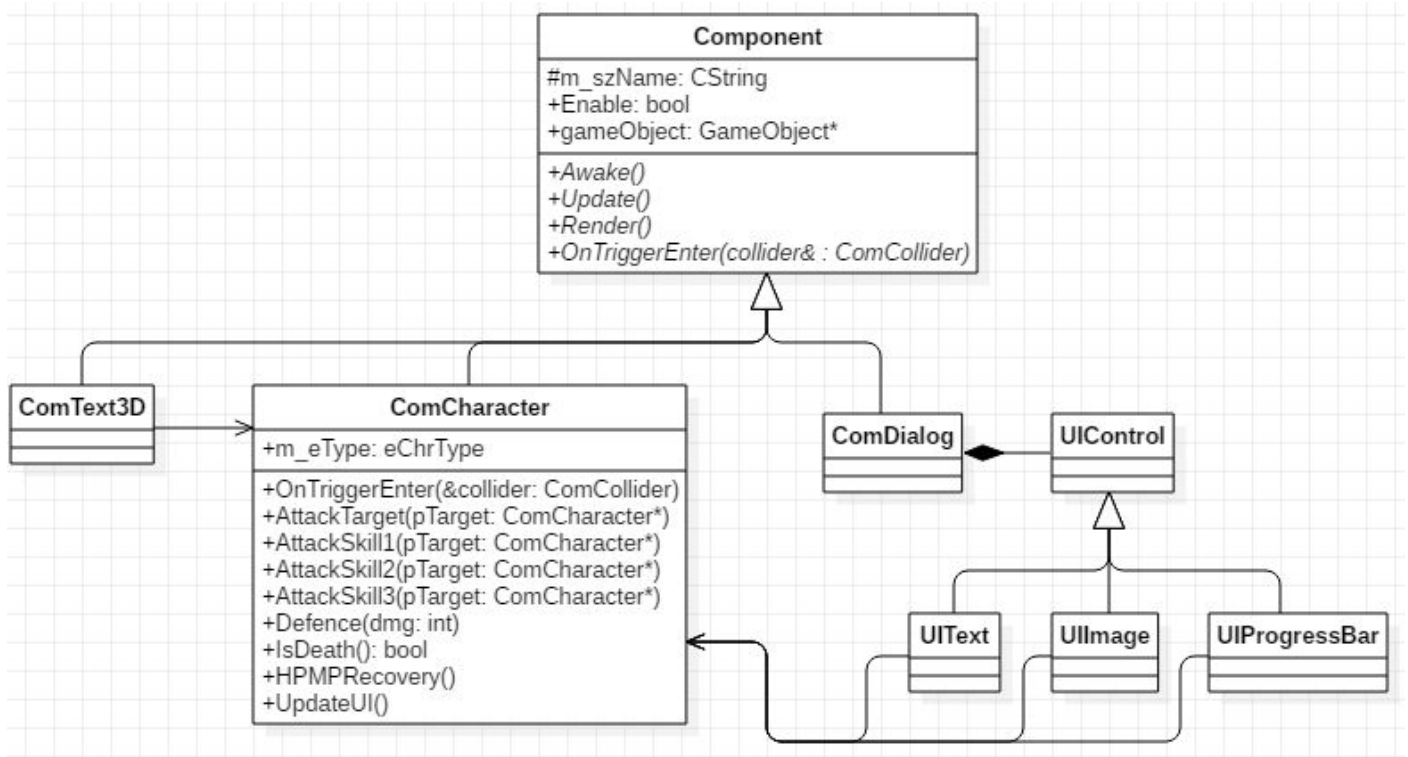 Component
#m_szName: CString
+Enable: bool
+gameObject: GameObject*
+Awake()
+Update()
+Render()
+OnTriggerEnter(collider& : ComCollider)
ComText3D
ComCharacter
+m_eType: eChrType
+OnTriggerEnter(&collider: ComCollider)
+AttackTarget(pTarget: ComCharacter*)
+AttackSkill1(pTarget: ComCharacter*)
+AttackSkill2(pTarget: ComCharacter*)
+AttackSkill3(pTarget: ComCharacter*)
+Defence(dmg: int)
+IsDeath(): bool
+HPMPRecovery()
+UpdateUI()
ComDialog
UIControl
UIText
UIImage
UIProgressBar